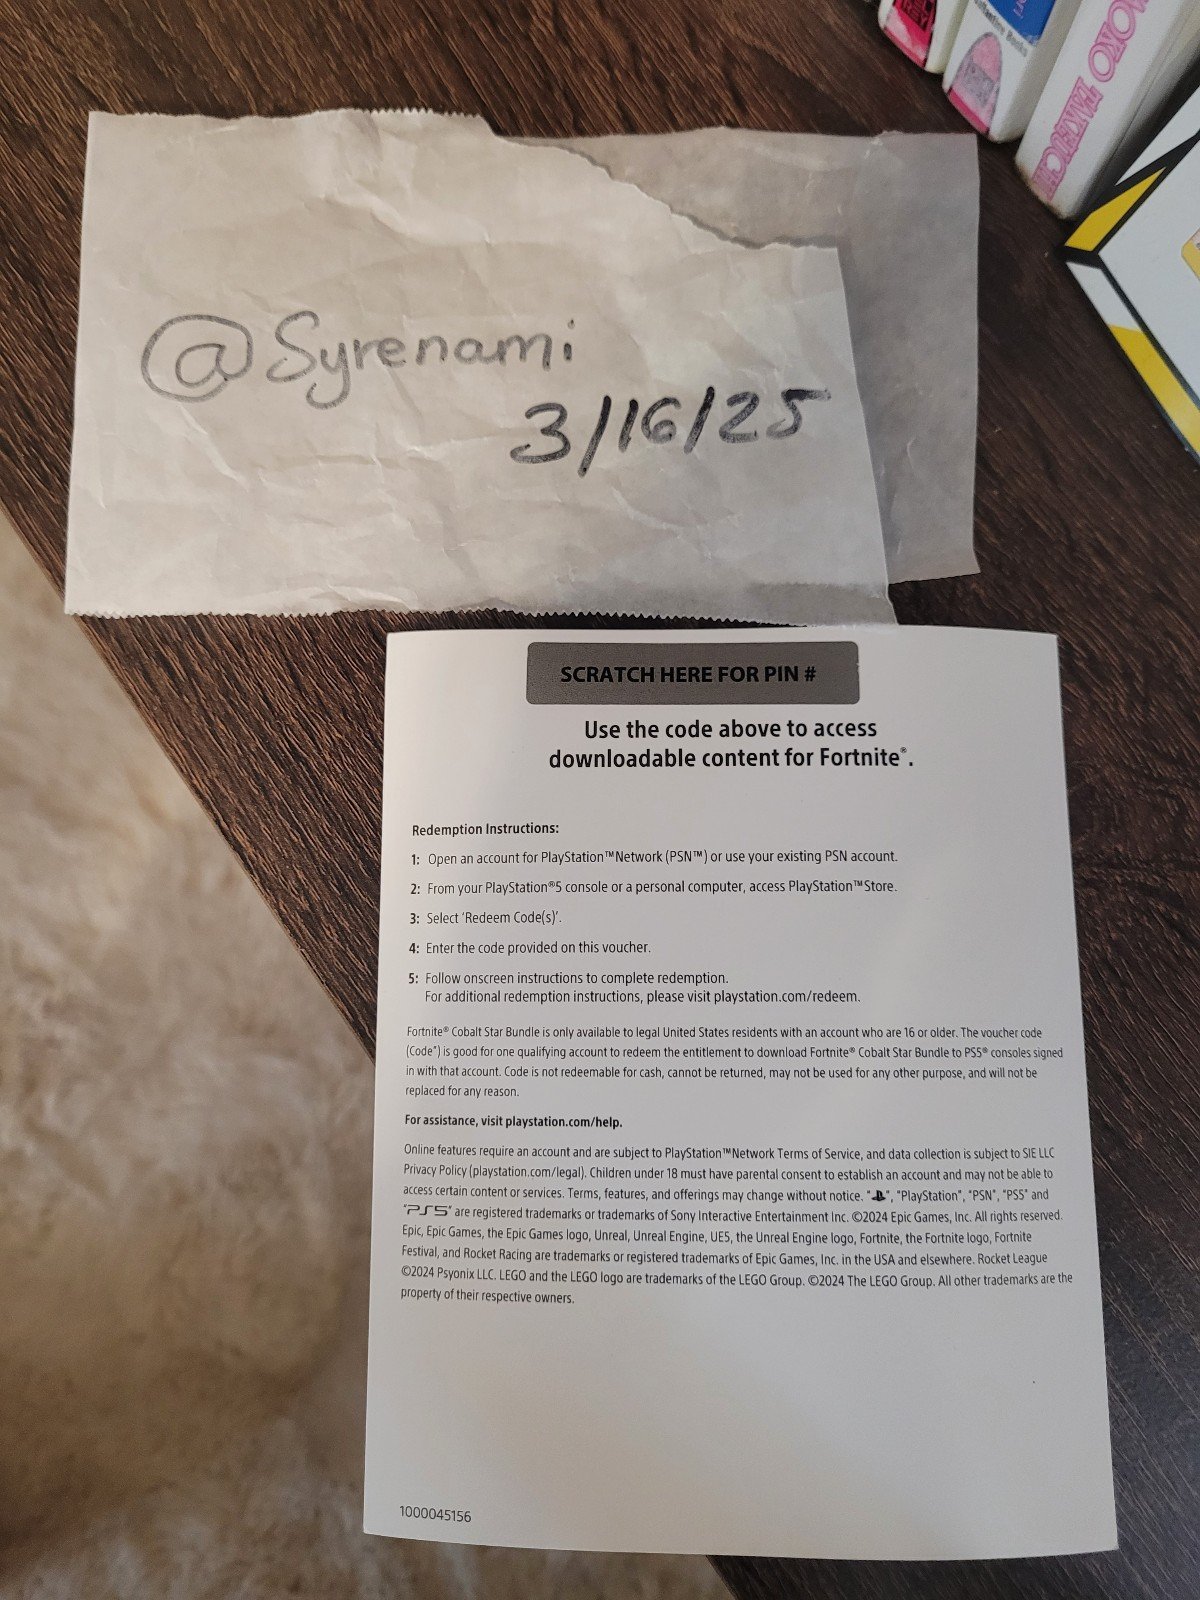 Ballantine Books
MOKO TAKEUCHI
@Syrenami
3/16/25
SCRATCH HERE FOR PIN #
Use the code above to access
downloadable content for Fortnite®.
Redemption Instructions:
1: Open an account for PlayStation™Network (PSN™) or use your existing PSN account.
2: From your PlayStation®5 console or a personal computer, access PlayStation™Store.
3: Select 'Redeem Code(s)'.
4: Enter the code provided on this voucher.
5: Follow onscreen instructions to complete redemption.
For additional redemption instructions, please visit playstation.com/redeem.
Fortnite® Cobalt Star Bundle is only available to legal United States residents with an account who are 16 or older. The voucher code
(Code") is good for one qualifying account to redeem the entitlement to download Fortnite® Cobalt Star Bundle to PS5® consoles signed
in with that account. Code is not redeemable for cash, cannot be returned, may not be used for any other purpose, and will not be
replaced for any reason.
For assistance, visit playstation.com/help.
Online features require an account and are subject to PlayStation™Network Terms of Service, and data collection is subject to SIE LLC
Privacy Policy (playstation.com/legal). Children under 18 must have parental consent to establish an account and may not be able to
access certain content or services. Terms, features, and offerings may change without notice. "", "PlayStation", "PSN", "PS5" and
"PS5" are registered trademarks or trademarks of Sony Interactive Entertainment Inc. ©2024 Epic Games, Inc. All rights reserved.
Epic, Epic Games, the Epic Games logo, Unreal, Unreal Engine, UE5, the Unreal Engine logo, Fortnite, the Fortnite logo, Fortnite
Festival, and Rocket Racing are trademarks or registered trademarks of Epic Games, Inc. in the USA and elsewhere. Rocket League
©2024 Psyonix LLC. LEGO and the LEGO logo are trademarks of the LEGO Group. ©2024 The LEGO Group. All other trademarks are the
property of their respective owners.
1000045156